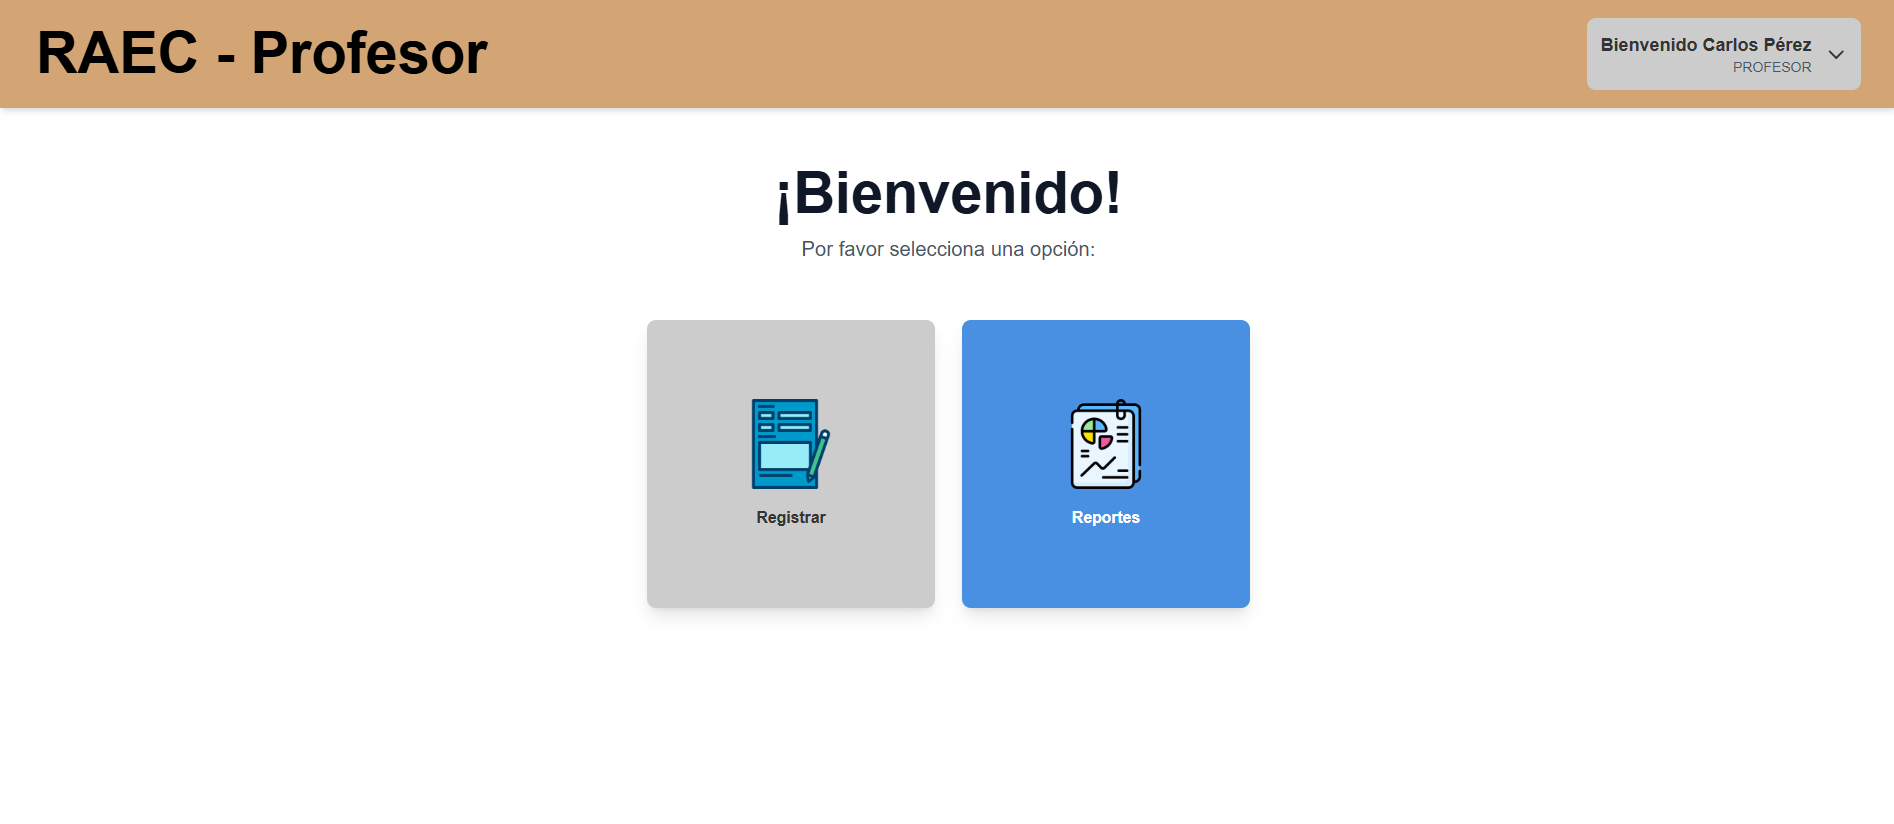 RAEC - Profesor
Bienvenido Carlos Pérez
PROFESOR
¡Bienvenido!
Por favor selecciona una opción:
Registrar
Reportes